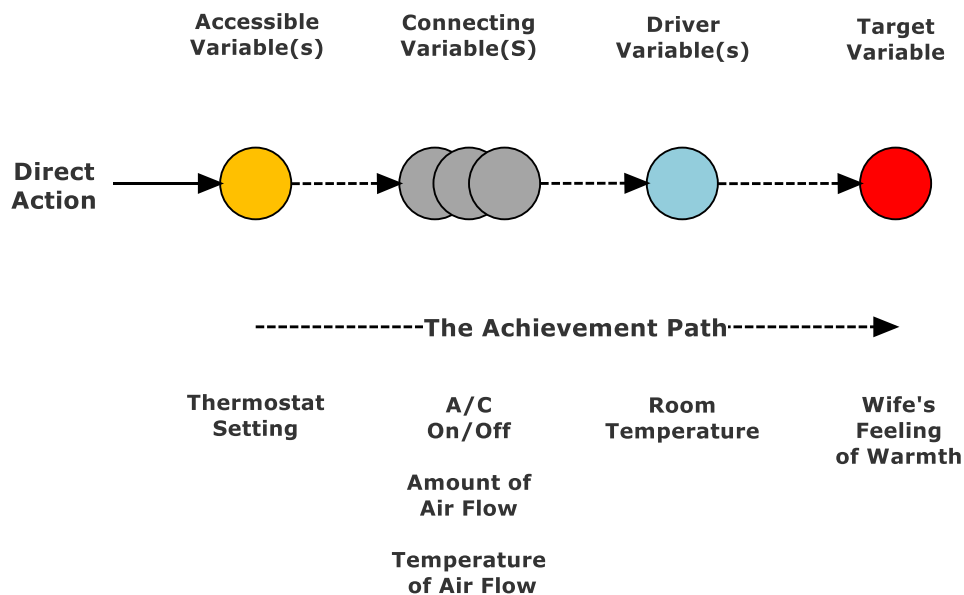 Accessible
Variable(s)
Connecting
Variable(S)
Driver
Variable(s)
Target
Variable
Direct
Action
The Achievement Path
Thermostat
Setting
A/C
On/Off
Amount of
Air Flow
Temperature
of Air Flow
Room
Temperature
Wife's
Feeling
of Warmth